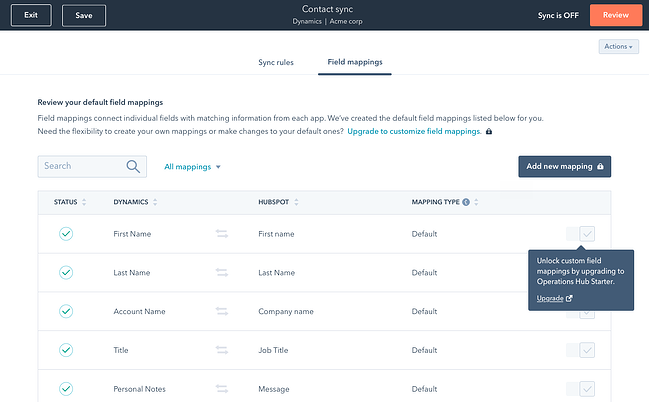 Exit
Save
Contact sync
Dynamics | Acme corp
Sync is OFF
Review
Actions
Sync rules
Field mappings
Review your default field mappings
Field mappings connect individual fields with matching information from each app. We've created the default field mappings listed below for you.
Need the flexibility to create your own mappings or make changes to your default ones? Upgrade to customize field mappings.
Search
All mappings
Add new mapping
STATUS DYNAMICS HUBSPOT MAPPING TYPE
First Name First name Default
Unlock custom field
mappings by upgrading to
Operations Hub Starter.
Upgrade
Last Name Last Name Default
Account Name Company name Default
Title Job Title Default
Personal Notes Message Default